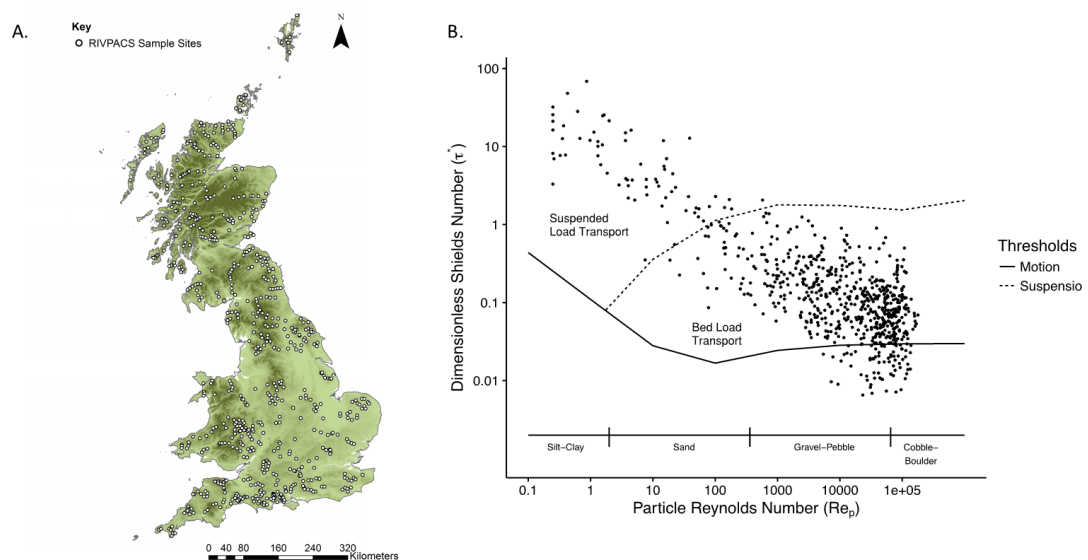 A.
Key
RIVPACS Sample Sites
N
0 40 80 160 240 320
Kilometers
B.
Dimensionless Shields Number (τ*)
100
10
1
0.1
0.01
Suspended
Load Transport
Bed Load
Transport
Silt–Clay
Sand
Gravel–Pebble
Cobble–
Boulder
0.1 1 10 100 1000 10000 1e+05
Particle Reynolds Number (Reₚ)
Thresholds
Motion
Suspensio